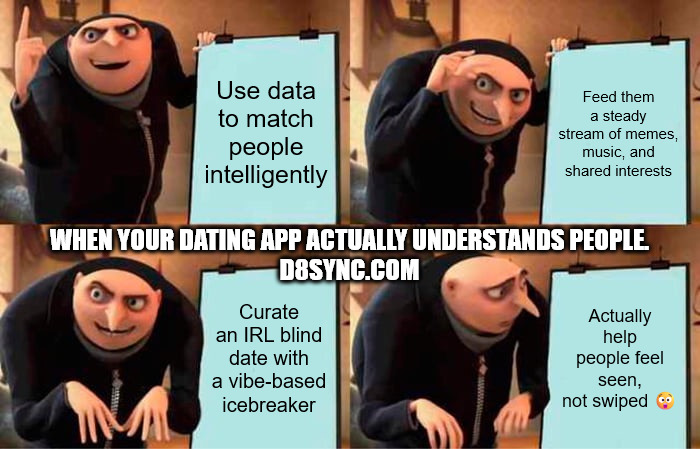 Use data
to match
people
intelligently
Feed them
a steady
stream of memes,
music, and
shared interests
WHEN YOUR DATING APP ACTUALLY UNDERSTANDS PEOPLE.
D8SYNC.COM
Curate
an IRL blind
date with
a vibe-based
icebreaker
Actually
help
people feel
seen,
not swiped 😳